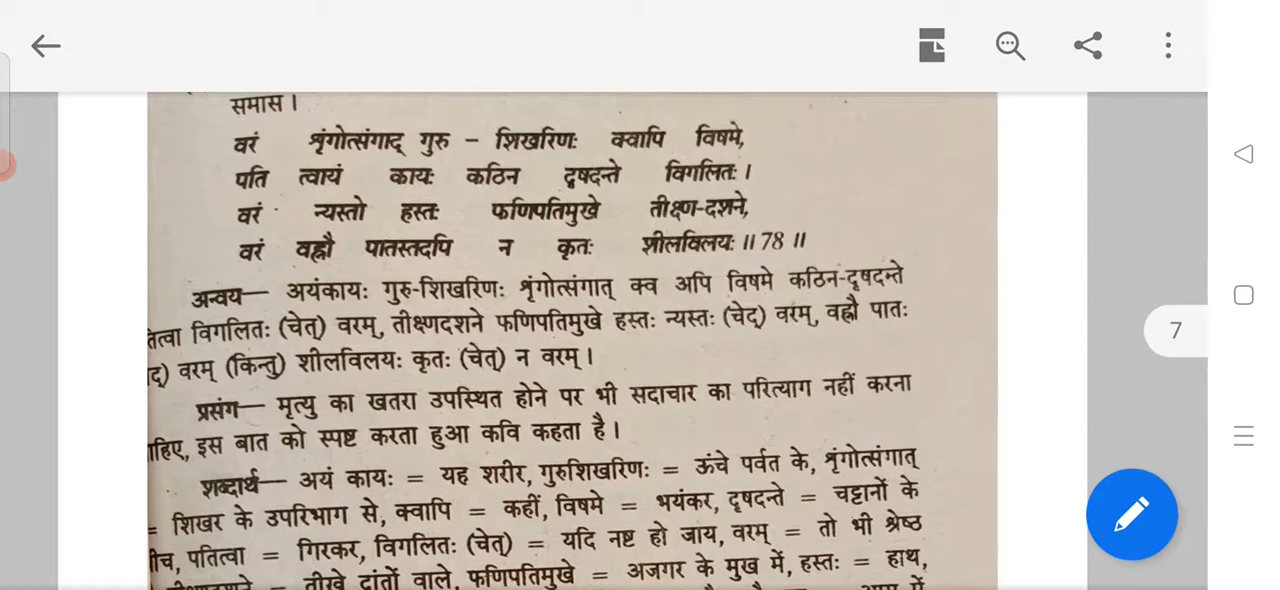 समास ।
वरं श्रृंगोत्संगाद् गुरु - शिखरिणः क्वापि विषमे,
पति त्वायं कायः कठिन दृषदन्ते विगलितः ।
वरं न्यस्तो हस्तः फणिपतिमुखे तीक्ष्ण-दशने,
वरं वह्नौ पातस्तदपि न कृतः शीलविलयः ॥ 78 ॥
अन्वय— अयंकायः गुरु-शिखरिणः श्रृंगोत्संगात् क्व अपि विषमे कठिन-दृषदन्ते
तित्वा विगलितः (चेत्) वरम्, तीक्ष्णदशने फणिपतिमुखे हस्तः न्यस्तः (चेद्) वरम्, वह्नौ पातः
द्) वरम् (किन्तु) शीलविलयः कृतः (चेत्) न वरम् ।
7
प्रसंग— मृत्यु का खतरा उपस्थित होने पर भी सदाचार का परित्याग नहीं करना
ाहिए, इस बात को स्पष्ट करता हुआ कवि कहता है ।
शब्दार्थ— अयं कायः = यह शरीर, गुरुशिखरिणः = ऊंचे पर्वत के, श्रृंगोत्संगात्
= शिखर के उपरिभाग से, क्वापि = कहीं, विषमे = भयंकर, दृषदन्ते = चट्टानों के
ीच, पतित्वा = गिरकर, विगलितः (चेत्) = यदि नष्ट हो जाय, वरम् = तो भी श्रेष्ठ
= तीखे दांतों वाले, फणिपतिमुखे = अजगर के मुख में, हस्तः = हाथ,